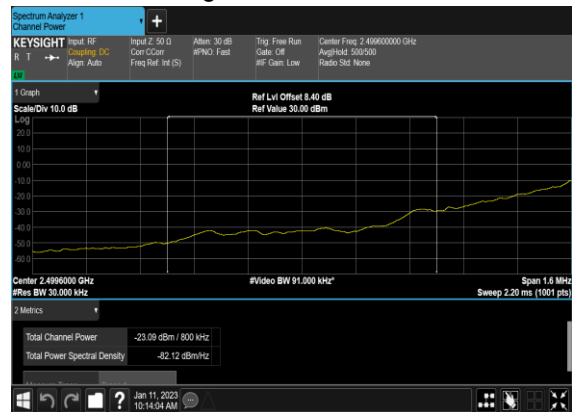 Spectrum Analyzer 1
Channel Power
+
KEYSIGHT
R T
LV
Input: RF
Coupling: DC
Align: Auto
Input Z: 50 Ω
Corr CCorr
Freq Ref: Int (S)
Atten: 30 dB
#PNO: Fast
Trig: Free Run
Gate: Off
#IF Gain: Low
Center Freq: 2.499600000 GHz
Avg|Hold: 500/500
Radio Std: None
1 Graph
Scale/Div 10.0 dB
Ref Lvl Offset 8.40 dB
Ref Value 30.00 dBm
Log
20.0
10.0
0.00
-10.0
-20.0
-30.0
-40.0
-50.0
-60.0
Center 2.4996000 GHz
#Res BW 30.000 kHz
#Video BW 91.000 kHz*
Span 1.6 MHz
Sweep 2.20 ms (1001 pts)
2 Metrics
Total Channel Power -23.09 dBm / 800 kHz
Total Power Spectral Density -82.12 dBm/Hz
?
Jan 11, 2023
10:14:04 AM